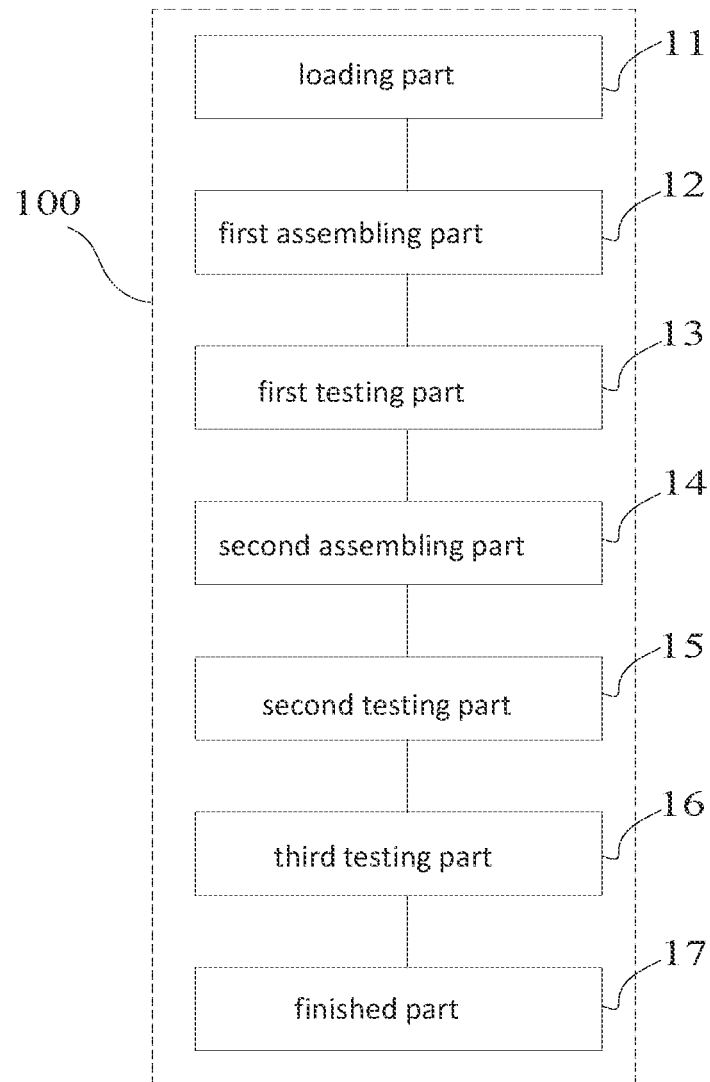 11
loading part
12
100
first assembling part
13
first testing part
14
second assembling part
15
second testing part
16
third testing part
17
finished part